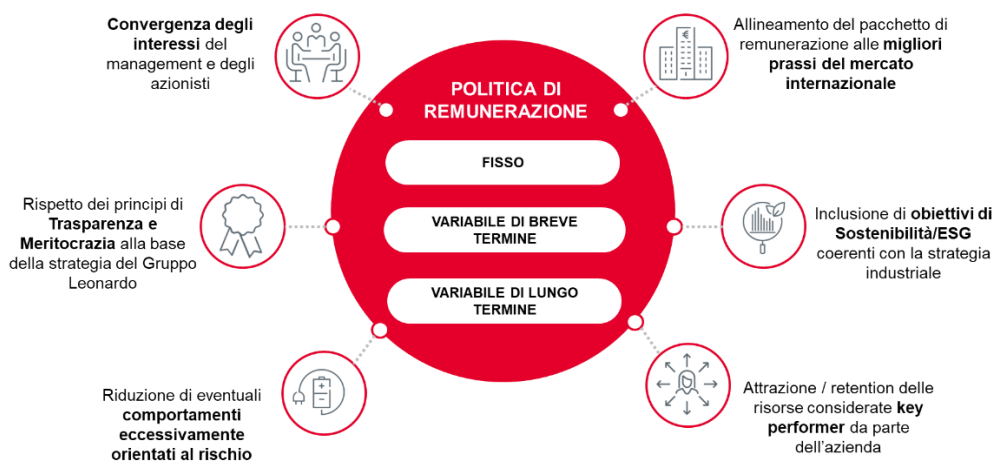 Convergenza degli
interessi del
management e degli
azionisti
Allineamento del pacchetto di
remunerazione alle migliori
prassi del mercato
internazionale
POLITICA DI
REMUNERAZIONE
FISSO
VARIABILE DI BREVE
TERMINE
VARIABILE DI LUNGO
TERMINE
Rispetto dei principi di
Trasparenza e
Meritocrazia alla base
della strategia del Gruppo
Leonardo
Inclusione di obiettivi di
Sostenibilità/ESG
coerenti con la strategia
industriale
Riduzione di eventuali
comportamenti
eccessivamente
orientati al rischio
Attrazione / retention delle
risorse considerate key
performer da parte
dell’azienda